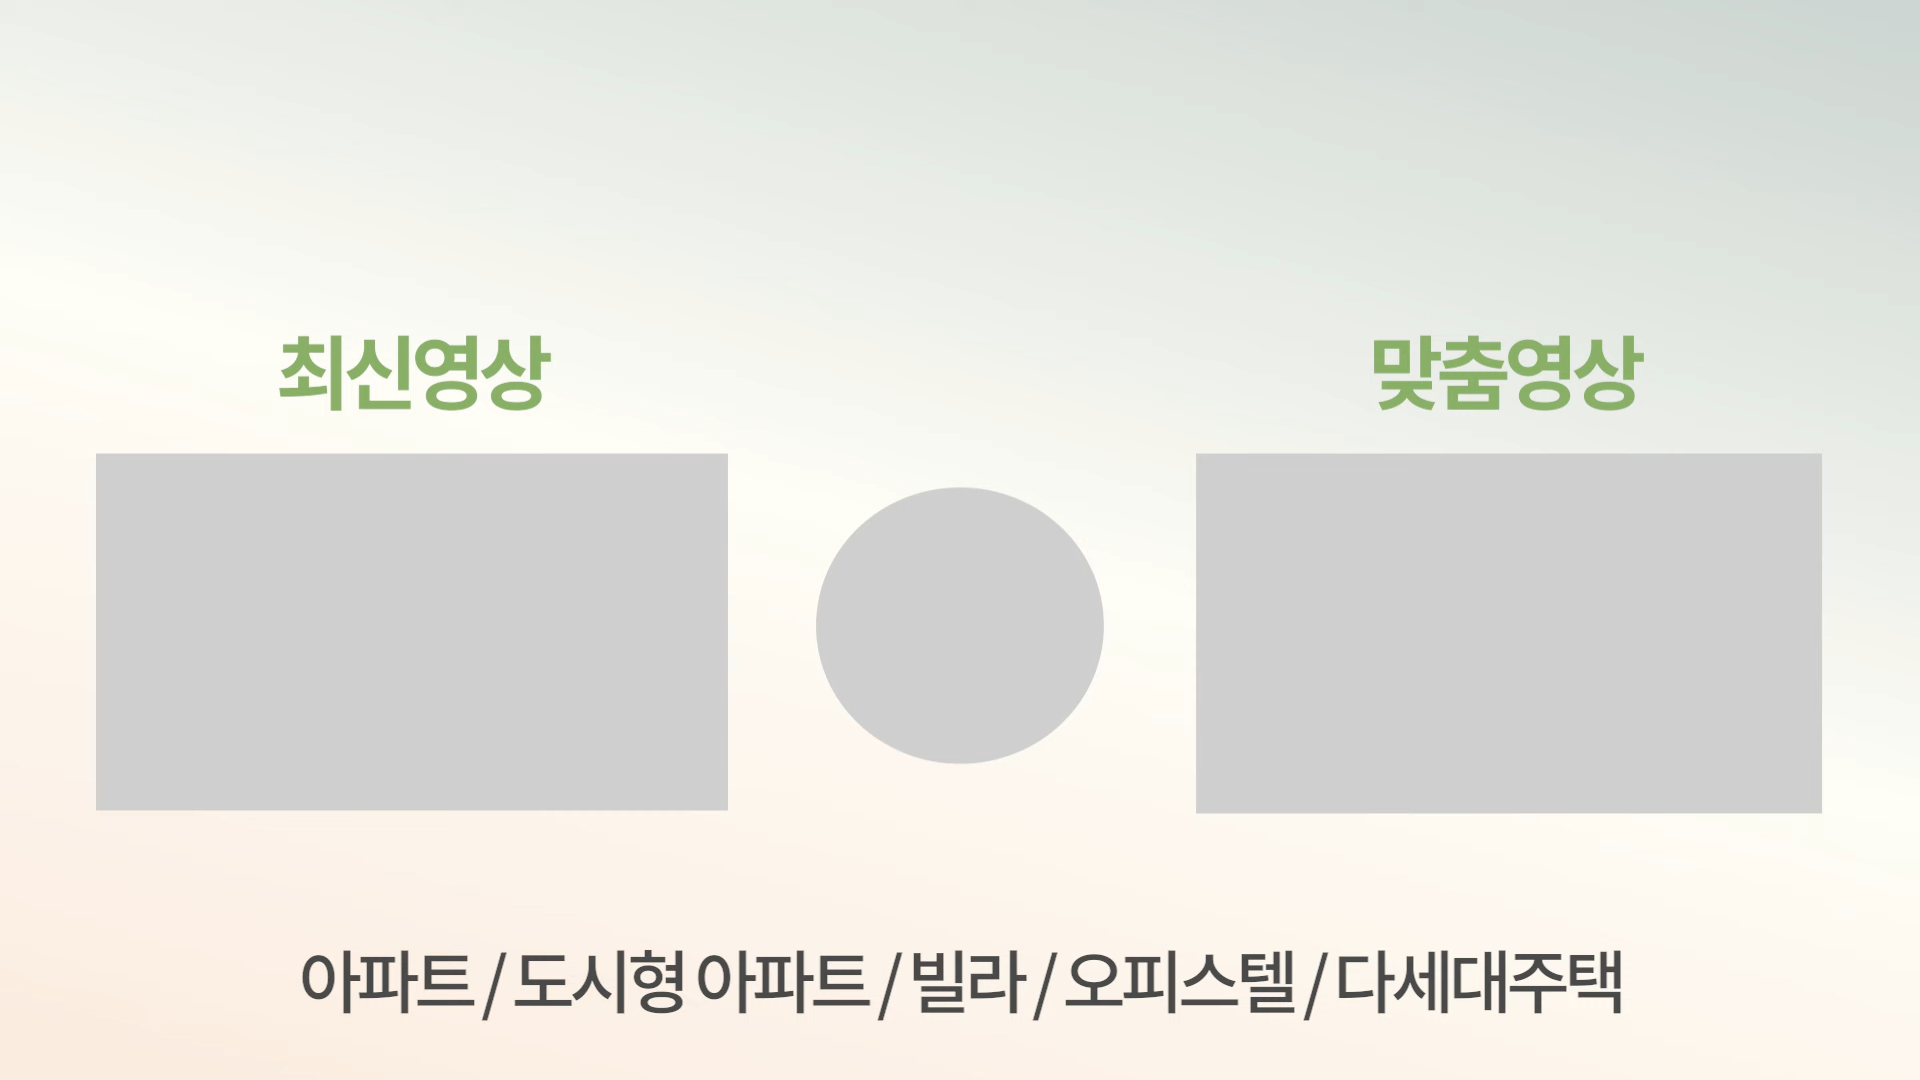 최신영상
맞춤영상
아파트 / 도시형 아파트 / 빌라 / 오피스텔 / 다세대주택